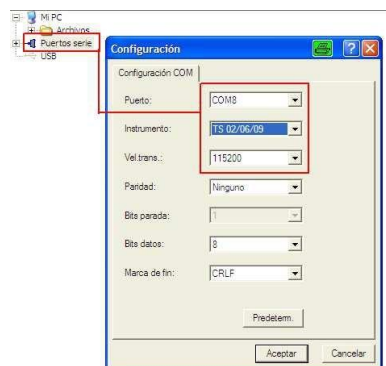 Mi PC
Archivos
Puertos serie
USB
Configuración
Configuración COM
Puerto: COM8
Instrumento: TS 02/06/09
Vel.trans.: 115200
Paridad: Ninguno
Bits parada: 1
Bits datos: 8
Marca de fin: CRLF
Predeterm.
Aceptar Cancelar